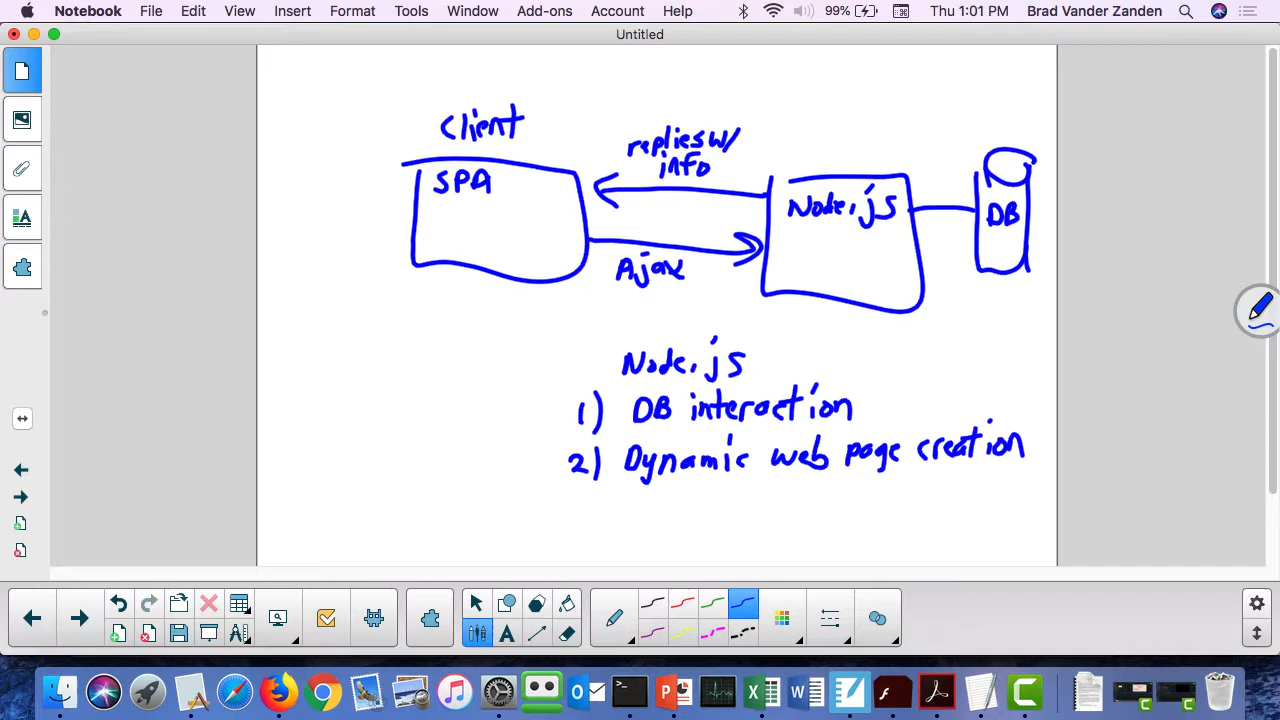 Notebook File Edit View Insert Format Tools Window Add-ons Account Help 99% Thu 1:01 PM Brad Vander Zanden
Untitled
client
replies w/
info
SPA
Node.js
DB
Ajax
Node.js
1) DB interaction
2) Dynamic web page creation